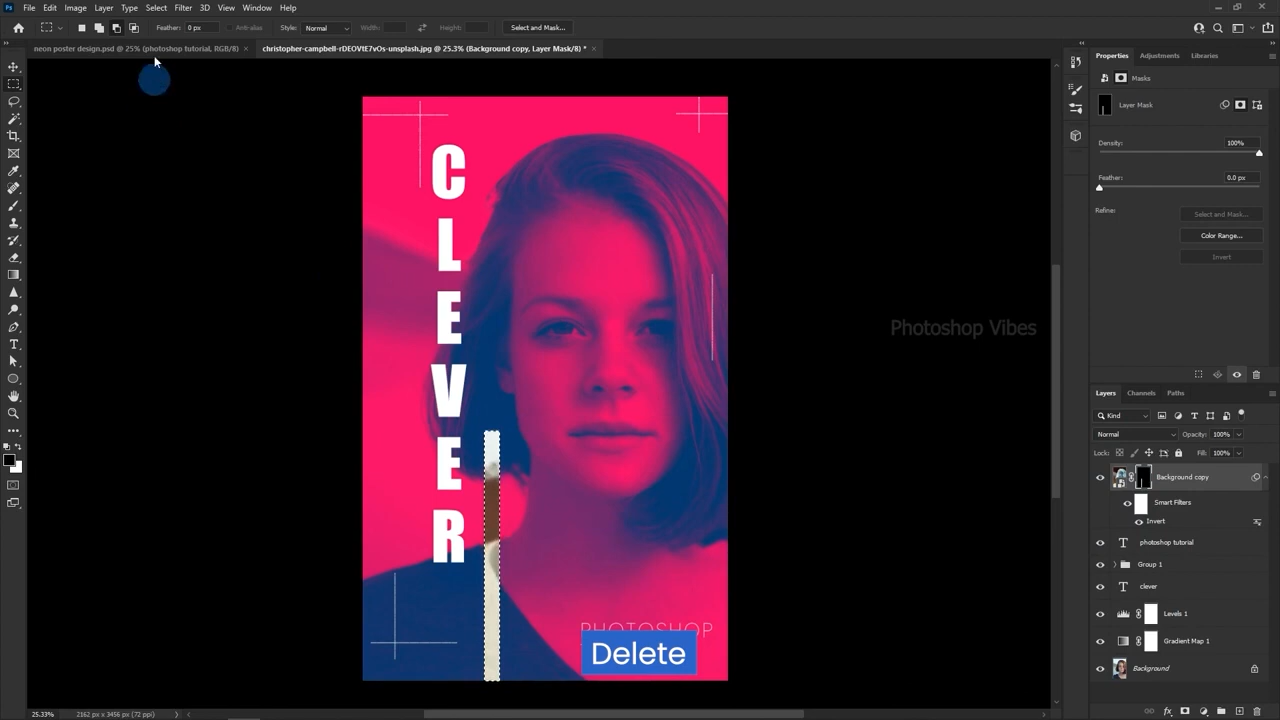 File Edit Image Layer Type Select Filter 3D View Window Help
Feather: 0 px Anti-alias Style: Normal Width: Height: Select and Mask...
neon poster design.psd @ 25% (photoshop tutorial, RGB/8) × christopher-campbell-rDEOVtE7vOs-unsplash.jpg @ 25.3% (Background copy, Layer Mask/8) * ×
Properties Adjustments Libraries
Masks
Layer Mask
Density: 100%
Feather: 0.0 px
Refine: Select and Mask...
Color Range...
Invert
Photoshop Vibes
C
L
E
V
E
R
PHOTOSHOP
Delete
Layers Channels Paths
Kind
Normal Opacity: 100%
Lock: Fill: 100%
Background copy
Smart Filters
Invert
photoshop tutorial
Group 1
clever
Levels 1
Gradient Map 1
Background
25.33% 2162 px x 3456 px (72 ppi)